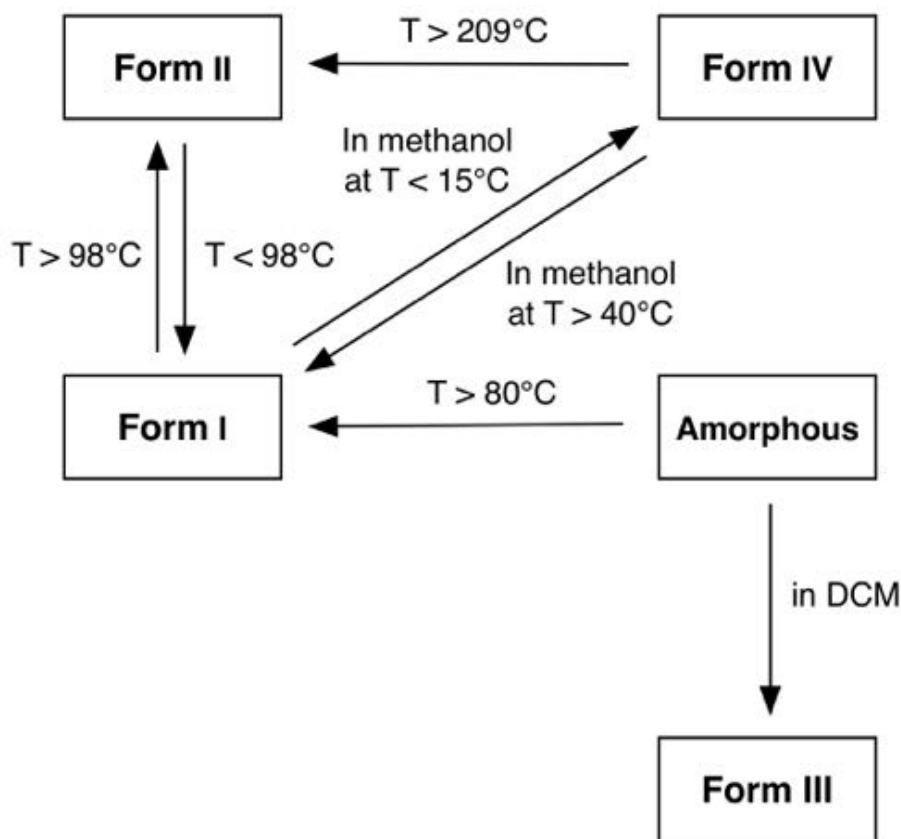 T > 209°C
Form II
Form IV
In methanol
at T < 15°C
T > 98°C
T < 98°C
In methanol
at T > 40°C
T > 80°C
Form I
Amorphous
in DCM
Form III